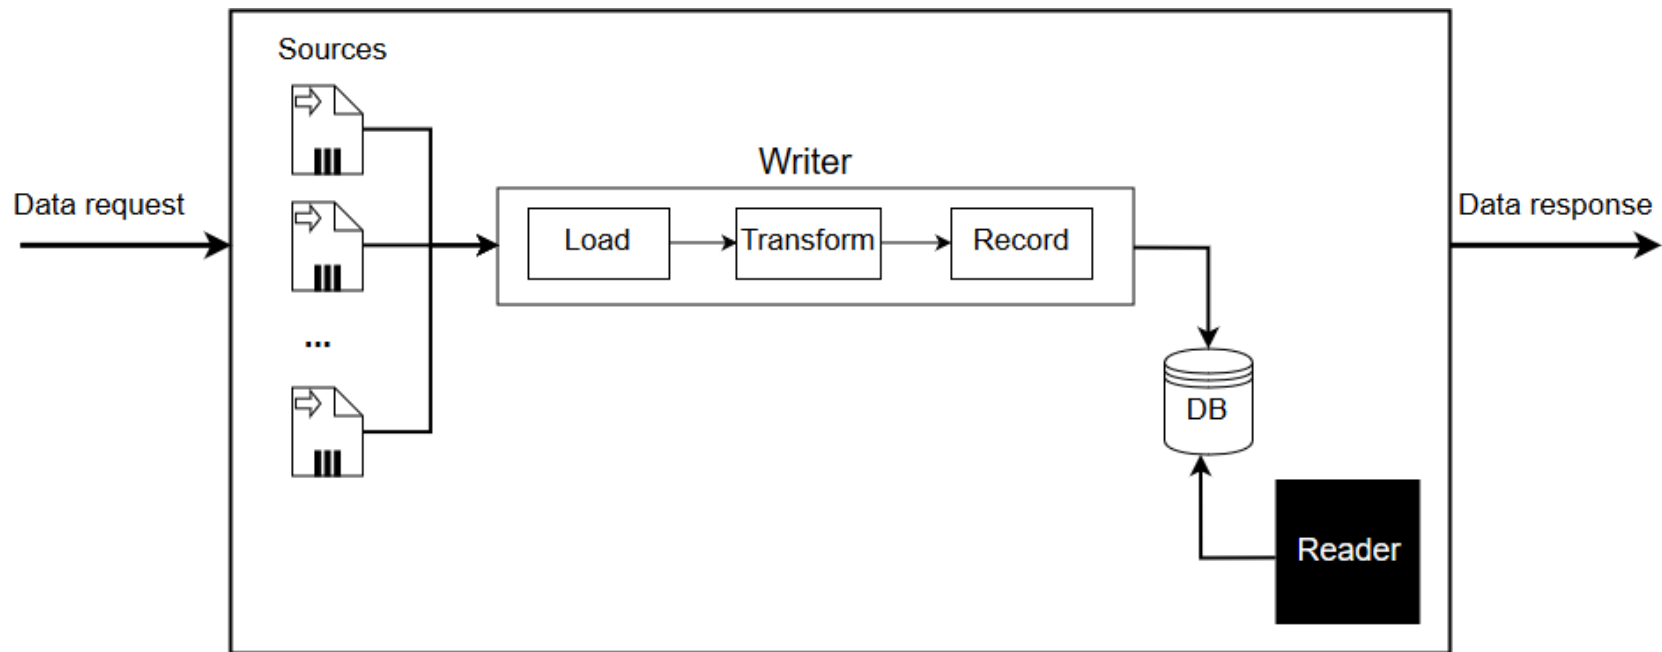 Sources
Writer
Data request
Load
Transform
Record
Data response
...
DB
Reader